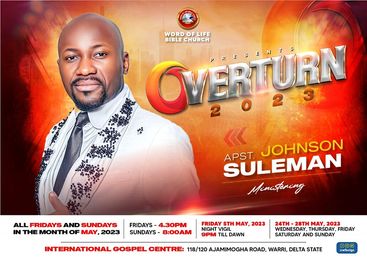 WORD OF LIFE
BIBLE CHURCH
PRESENTS
OVERTURN
2023
APST. JOHNSON
SULEMAN
Ministering
ALL FRIDAYS AND SUNDAYS
IN THE MONTH OF MAY, 2023
FRIDAYS - 4.30PM
SUNDAYS - 8:00AM
FRIDAY 5TH MAY, 2023
NIGHT VIGIL
9PM TILL DAWN
24TH - 28TH MAY, 2023
WEDNESDAY, THURSDAY, FRIDAY
SATURDAY AND SUNDAY
INTERNATIONAL GOSPEL CENTRE: 118/120 AJAMIMOGHA ROAD, WARRI, DELTA STATE